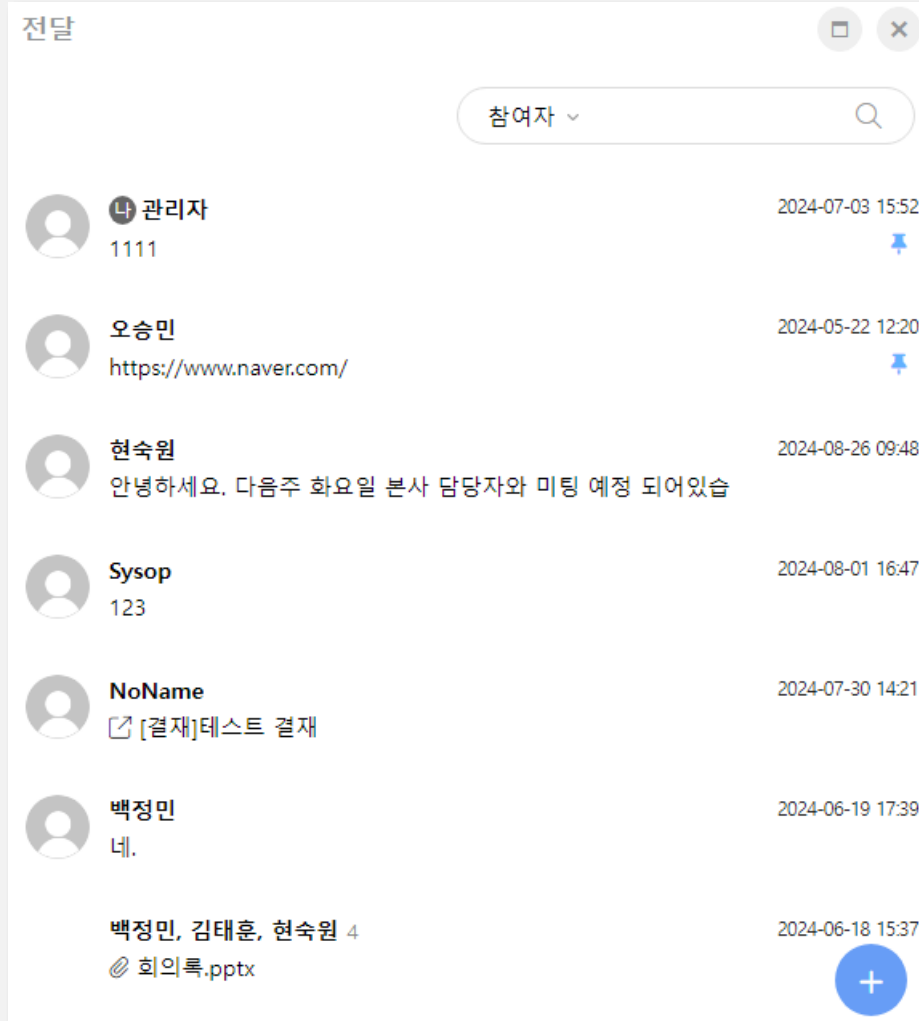 전달
참여자
나 관리자 2024-07-03 15:52
1111
오승민 2024-05-22 12:20
https://www.naver.com/
현숙원 2024-08-26 09:48
안녕하세요. 다음주 화요일 본사 담당자와 미팅 예정 되어있습
Sysop 2024-08-01 16:47
123
NoName 2024-07-30 14:21
[결재]테스트 결재
백정민 2024-06-19 17:39
네.
백정민, 김태훈, 현숙원 4 2024-06-18 15:37
회의록.pptx